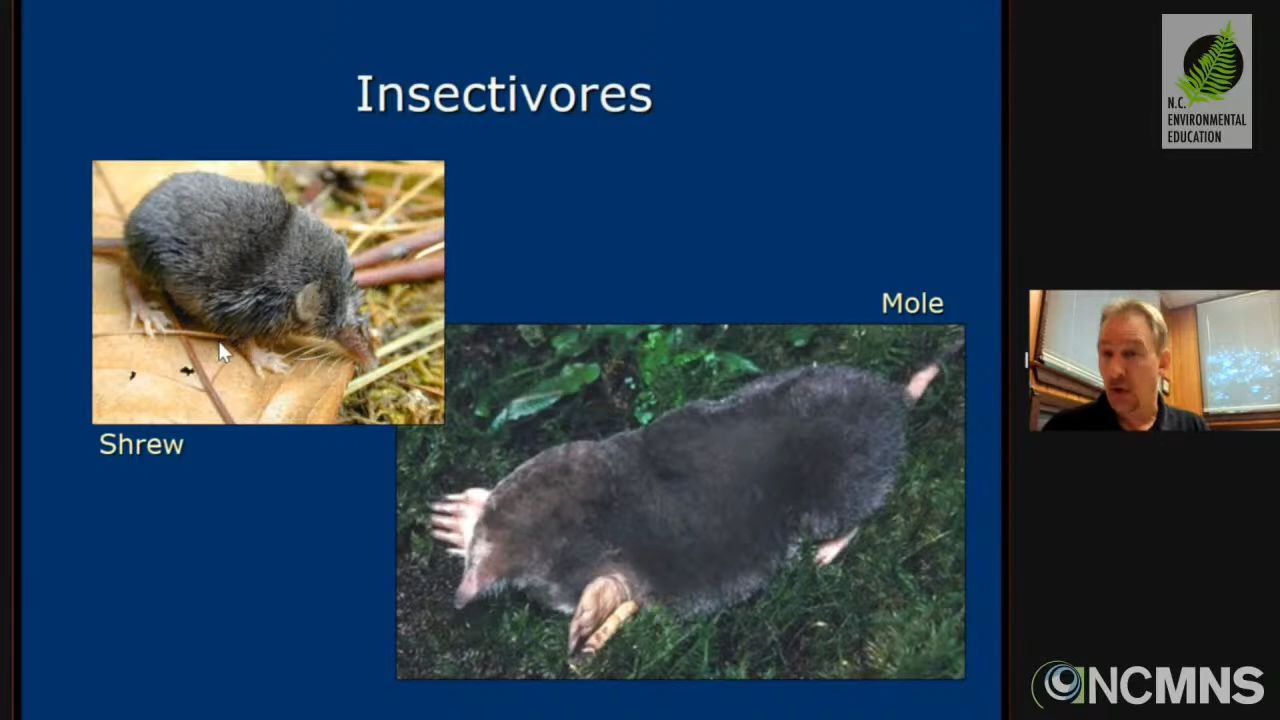 Insectivores
Shrew
Mole
N.C.
ENVIRONMENTAL
EDUCATION
NCMNS